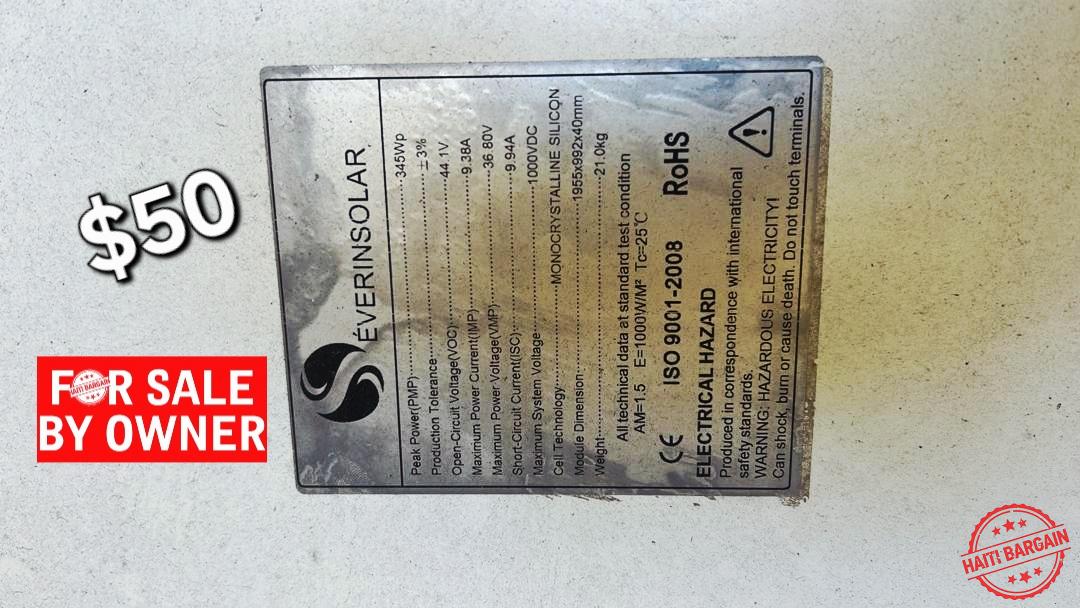 $50
FOR SALE
BY OWNER
HAITI BARGAIN
ÉVERINSOLAR
Peak Power(PMP)........345Wp
Production Tolerance........±3%
Open-Circuit Voltage(VOC)........44.1V
Maximum Power Current(IMP)........9.38A
Maximum Power Voltage(VMP)........36.80V
Short-Circuit Current(ISC)........9.94A
Maximum System Voltage........1000VDC
Cell Technology........MONOCRYSTALLINE SILICON
Module Dimension........1955x992x40mm
Weight........21.0kg
All technical data at standard test condition
AM=1.5 E=1000W/M² Tc=25℃
CE ISO 9001-2008 RoHS
ELECTRICAL HAZARD
Produced in correspondence with international
safety standards.
WARNING: HAZARDOUS ELECTRICITY!
Can shock, burn or cause death. Do not touch terminals.
HAITI BARGAIN